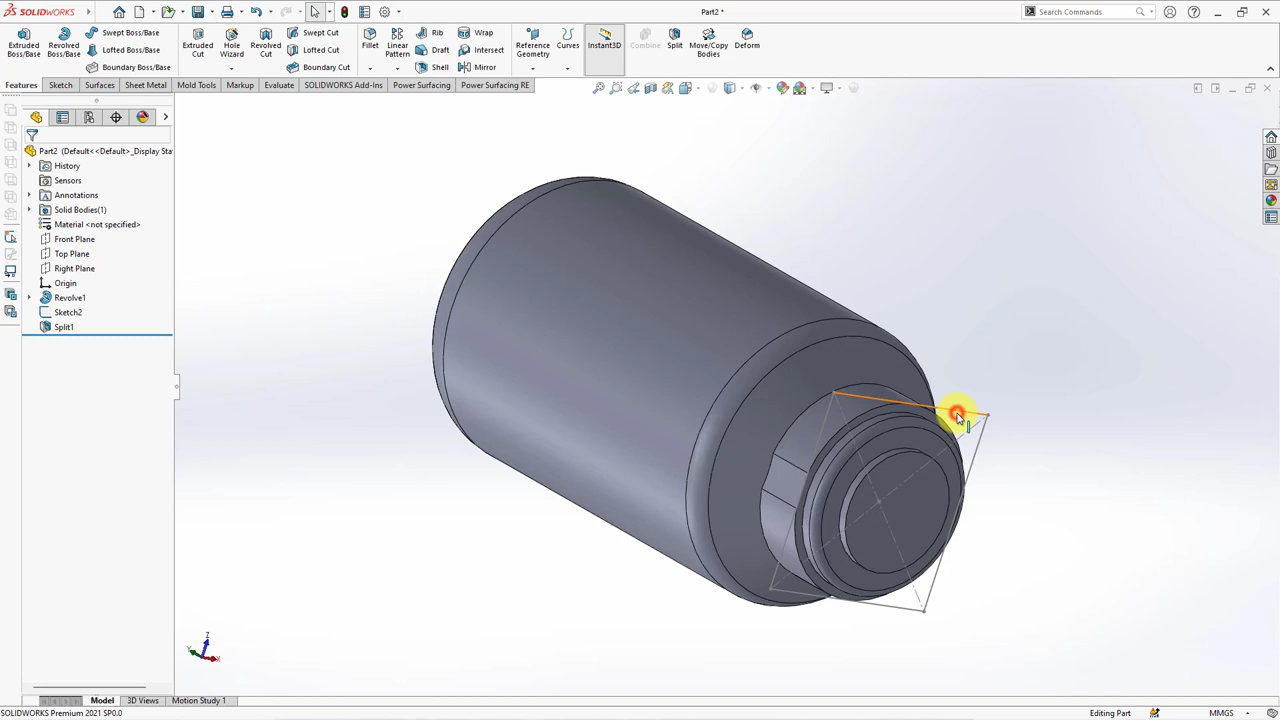 SOLIDWORKS
Part2 *
Search Commands
Extruded Boss/Base
Revolved Boss/Base
Swept Boss/Base
Lofted Boss/Base
Boundary Boss/Base
Extruded Cut
Hole Wizard
Revolved Cut
Swept Cut
Lofted Cut
Boundary Cut
Fillet
Linear Pattern
Rib
Draft
Shell
Wrap
Intersect
Mirror
Reference Geometry
Curves
Instant3D
Combine
Split
Move/Copy Bodies
Deform
Features
Sketch
Surfaces
Sheet Metal
Mold Tools
Markup
Evaluate
SOLIDWORKS Add-Ins
Power Surfacing
Power Surfacing RE
Part2 (Default<<Default>_Display Sta
History
Sensors
Annotations
Solid Bodies(1)
Material <not specified>
Front Plane
Top Plane
Right Plane
Origin
Revolve1
Sketch2
Split1
Z
Y
X
Model
3D Views
Motion Study 1
SOLIDWORKS Premium 2021 SP0.0
Editing Part
MMGS